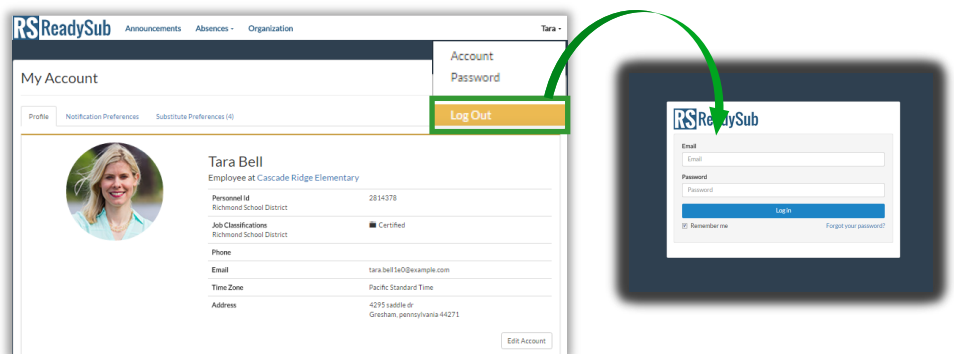 RS ReadySub Announcements Absences Organization Tara
Account
Password
Log Out
My Account
Profile Notification Preferences Substitute Preferences (4)
Tara Bell
Employee at Cascade Ridge Elementary
Personnel Id 2814378
Richmond School District
Job Classifications Certified
Richmond School District
Phone
Email tara.bell1e0@example.com
Time Zone Pacific Standard Time
Address 4295 saddle dr
Gresham, pennsylvania 44271
Edit Account
RS ReadySub
Email
Email
Password
Password
Log in
Remember me Forgot your password?